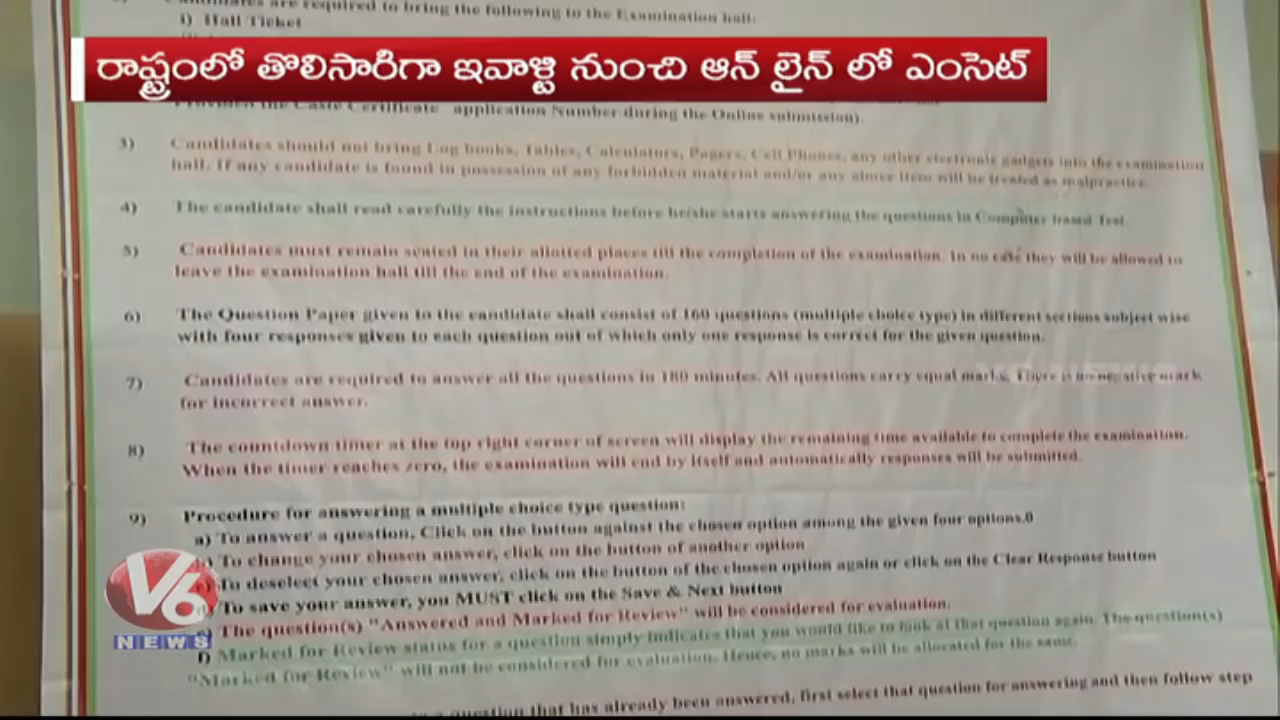 Candidates are required to bring the following to the Examination hall:
i) Hall Ticket
రాష్ట్రంలో తొలిసారిగా ఇవాళ్టి నుంచి ఆన్ లైన్ లో ఎంసెట్
Provided the Caste Certificate application Number during the Online submission).
3) Candidates should not bring Log books, Tables, Calculators, Pagers, Cell Phones, any other electronic gadgets into the examination
hall. If any candidate is found in possession of any forbidden material and/or any above item will be treated as malpractice.
4) The candidate shall read carefully the instructions before he/she starts answering the questions in Computer based Test.
5) Candidates must remain seated in their allotted places till the completion of the examination. In no case they will be allowed to
leave the examination hall till the end of the examination.
6) The Question Paper given to the candidate shall consist of 160 questions (multiple choice type) in different sections subject wise
with four responses given to each question out of which only one response is correct for the given question.
7) Candidates are required to answer all the questions in 180 minutes. All questions carry equal marks. There is no negative mark
for incorrect answer.
8) The countdown timer at the top right corner of screen will display the remaining time available to complete the examination.
When the timer reaches zero, the examination will end by itself and automatically responses will be submitted.
9) Procedure for answering a multiple choice type question:
a) To answer a question, Click on the button against the chosen option among the given four options.0
b) To change your chosen answer, click on the button of another option
To deselect your chosen answer, click on the button of the chosen option again or click on the Clear Response button
To save your answer, you MUST click on the Save & Next button
The question(s) "Answered and Marked for Review" will be considered for evaluation.
f) Marked for Review status for a question simply indicates that you would like to look at that question again. The question(s)
"Marked for Review" will not be considered for evaluation. Hence, no marks will be allocated for the same.
a question that has already been answered, first select that question for answering and then follow step
V6
NEWS